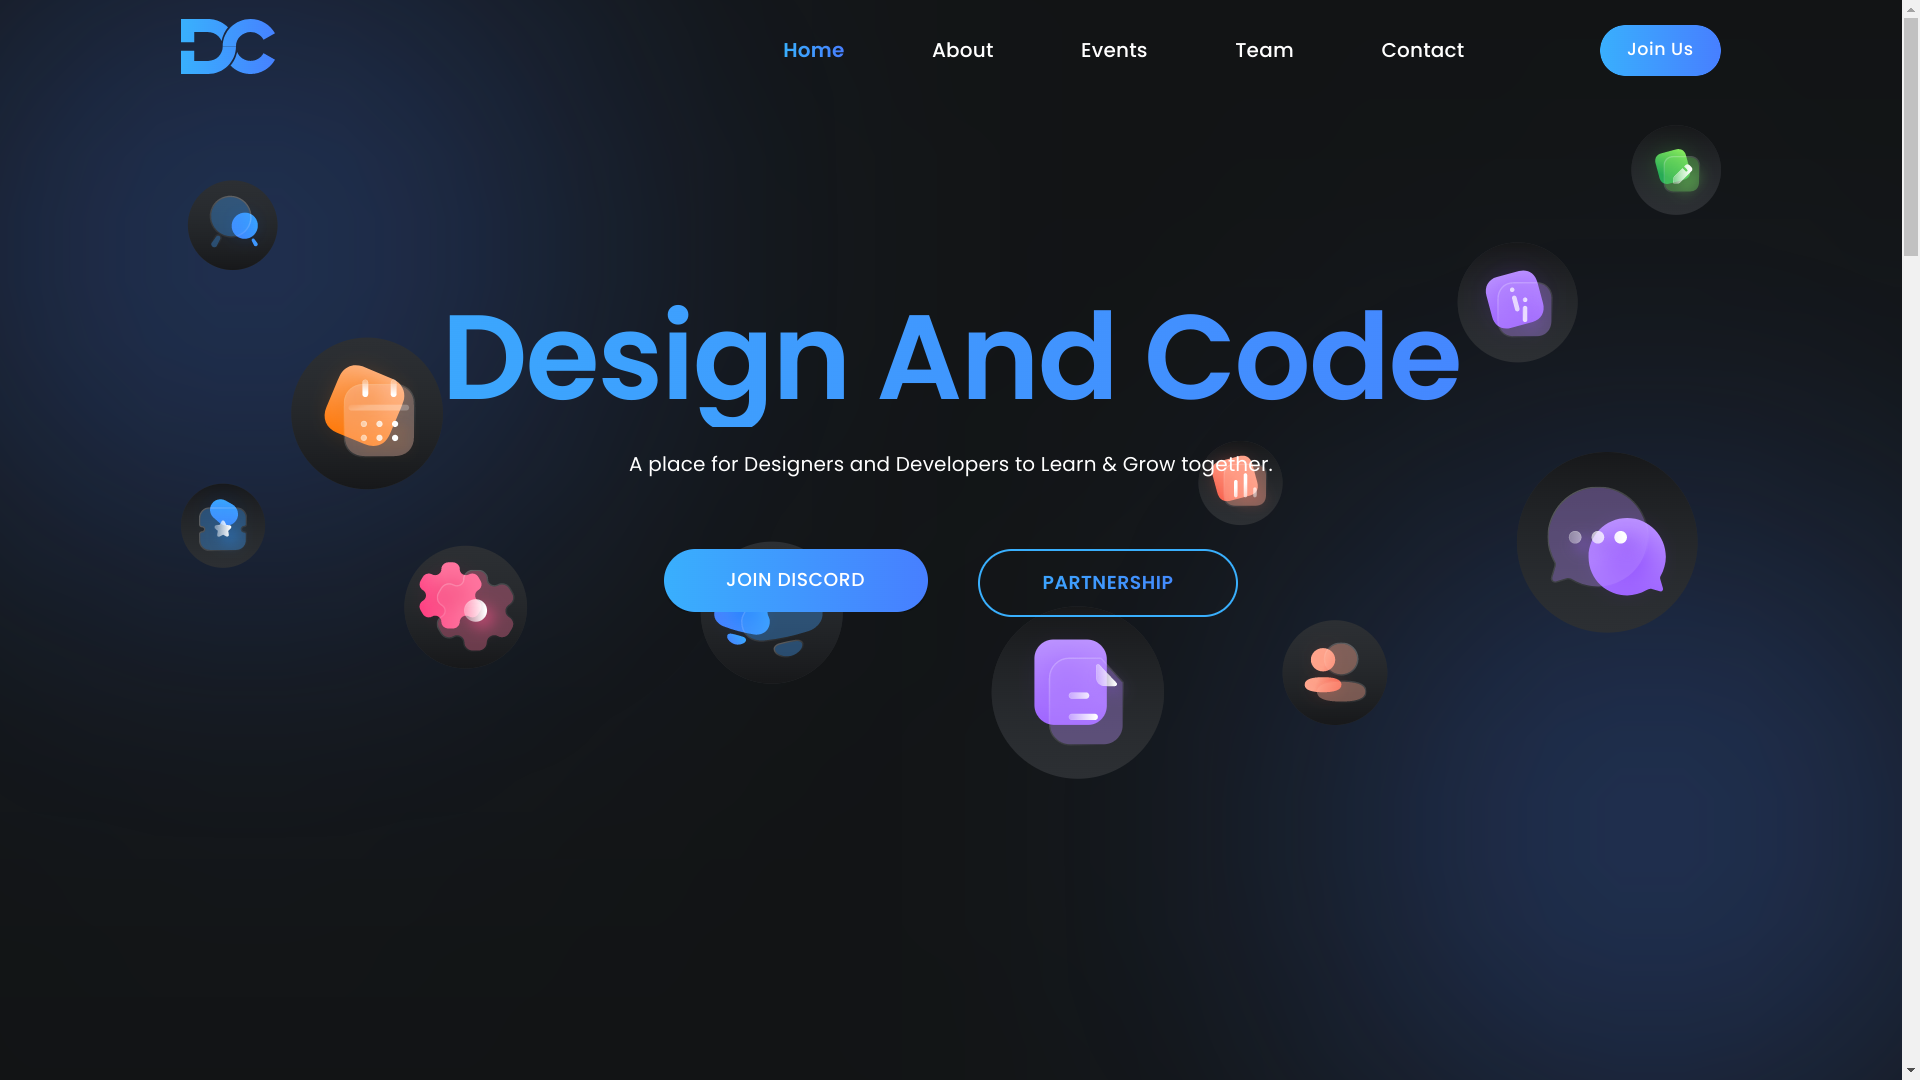 DC
Home About Events Team Contact Join Us
Design And Code
A place for Designers and Developers to Learn & Grow together.
JOIN DISCORD PARTNERSHIP